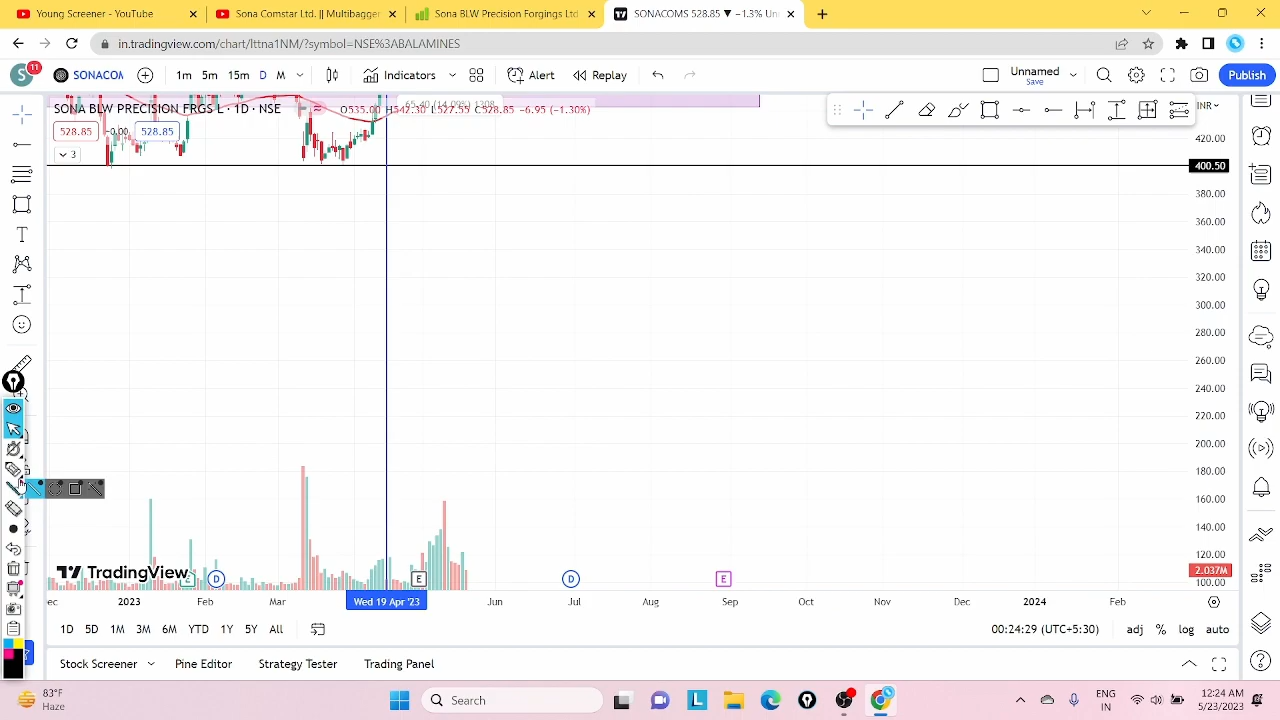 Young Screener - YouTube
Sona Comstar Ltd. || Multibagger
Sona BLW Precision Forgings Ltd
SONACOMS 528.85 ▼ −1.3% Un
in.tradingview.com/chart/lttna1NM/?symbol=NSE%3ABALAMINES
S
11
SONACOM
1m
5m
15m
D
M
Indicators
Alert
Replay
Unnamed
Save
Publish
SONA BLW PRECISION FRGS L · 1D · NSE
INR
528.85
0.00
528.85
3
420.00
400.50
380.00
360.00
340.00
320.00
300.00
280.00
260.00
240.00
220.00
200.00
180.00
160.00
140.00
120.00
2.037M
100.00
TradingView
E
D
E
D
E
ec
2023
Feb
Mar
Wed 19 Apr '23
Jun
Jul
Aug
Sep
Oct
Nov
Dec
2024
Feb
1D
5D
1M
3M
6M
YTD
1Y
5Y
All
00:24:29 (UTC+5:30)
adj
%
log
auto
Stock Screener
Pine Editor
Strategy Tester
Trading Panel
83°F
Haze
Search
ENG
IN
12:24 AM
5/23/2023